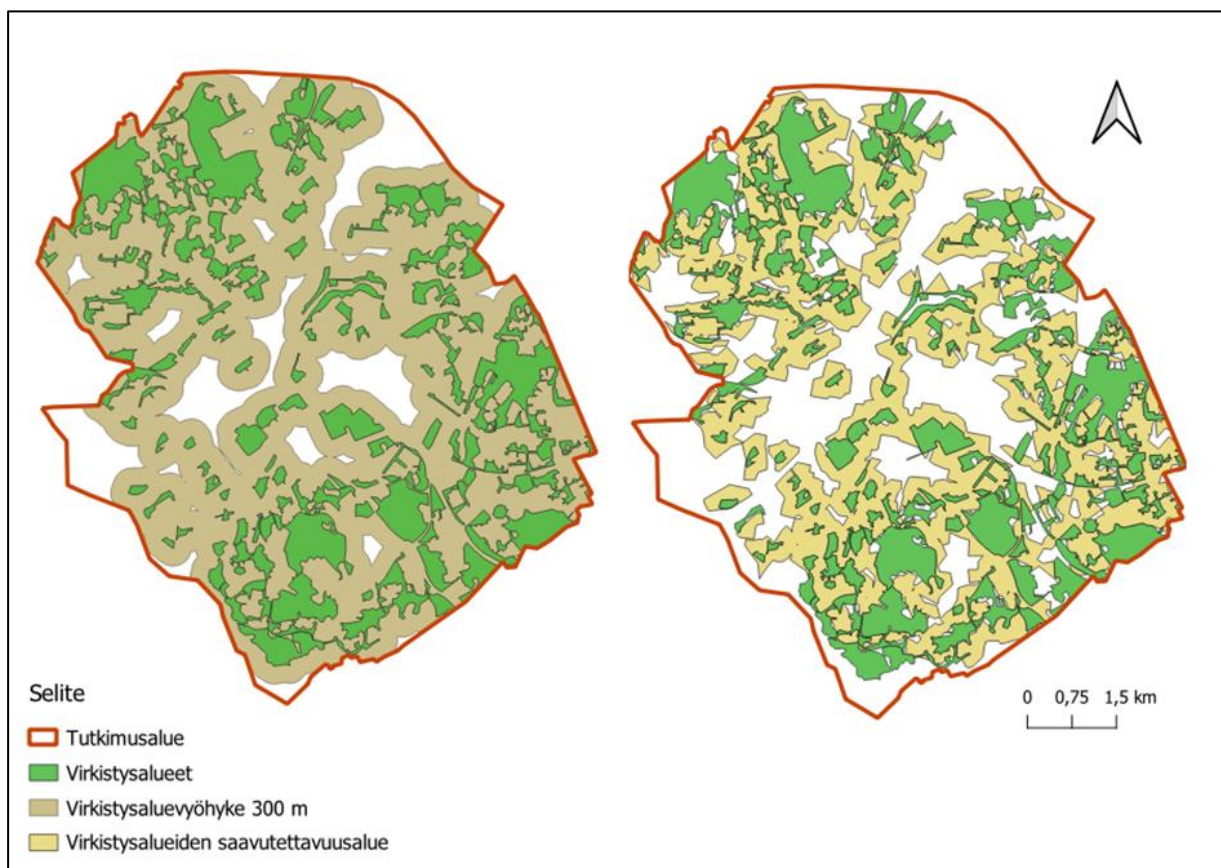 0 0,75 1,5 km
Selite
Tutkimusalue
Virkistysalueet
Virkistysaluevyöhyke 300 m
Virkistysalueiden saavutettavuusalue